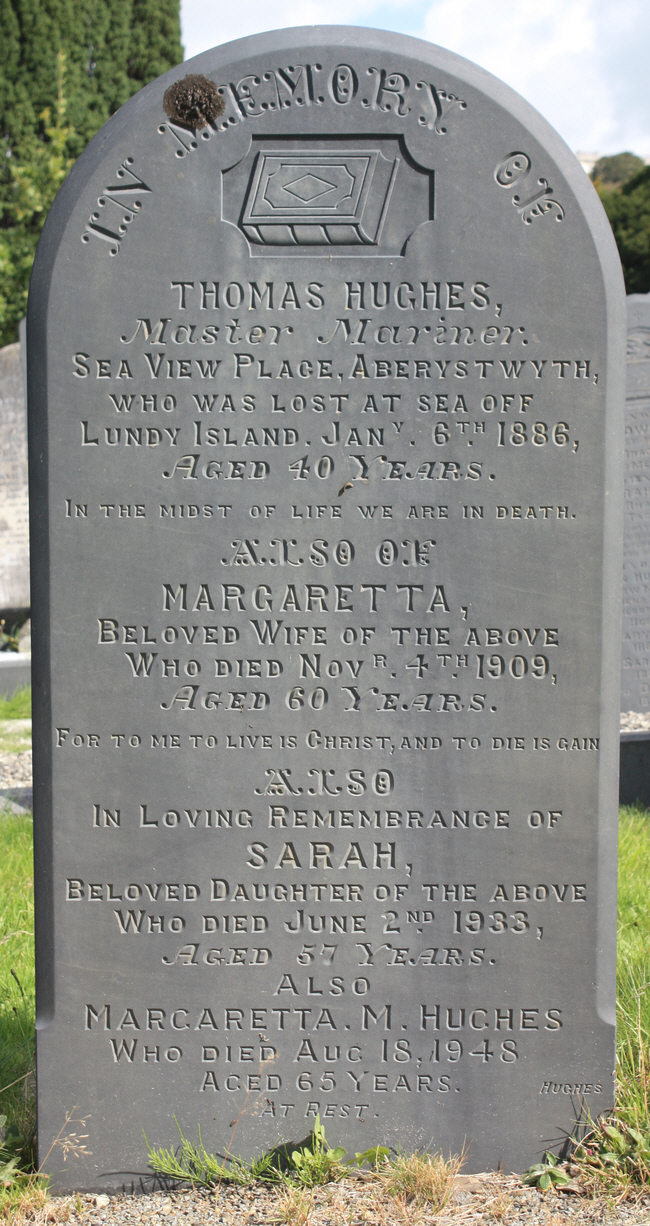 IN MEMORY OF
THOMAS HUGHES,
Master Mariner.
SEA VIEW PLACE, ABERYSTWYTH,
WHO WAS LOST AT SEA OFF
LUNDY ISLAND. JANY. 6TH. 1886,
AGED 40 YEARS.
IN THE MIDST OF LIFE WE ARE IN DEATH.
ALSO OF
MARGARETTA,
BELOVED WIFE OF THE ABOVE
WHO DIED NOVR. 4TH. 1909,
AGED 60 YEARS.
FOR TO ME TO LIVE IS CHRIST, AND TO DIE IS GAIN
ALSO
IN LOVING REMEMBRANCE OF
SARAH,
BELOVED DAUGHTER OF THE ABOVE
WHO DIED JUNE 2ND. 1933,
AGED 57 YEARS.
ALSO
MARGARETTA. M. HUGHES
WHO DIED AUG 18, 1948
AGED 65 YEARS.
HUGHES
AT REST.